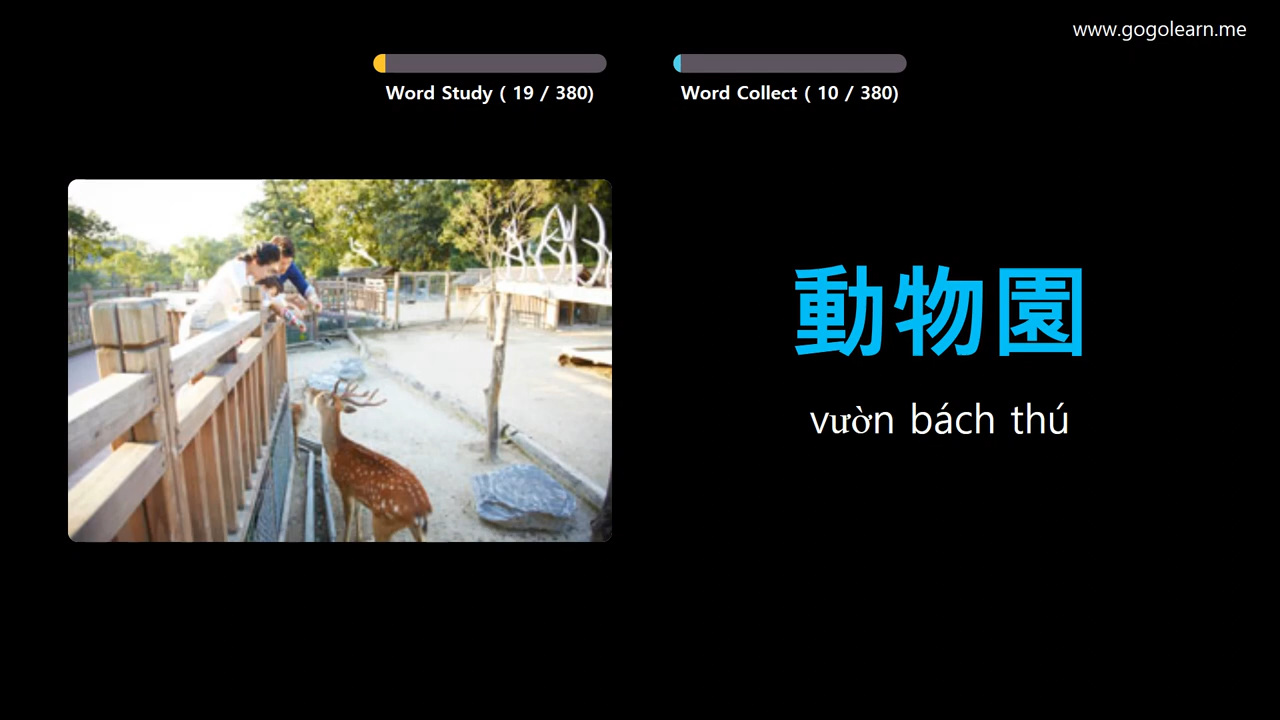 www.gogolearn.me
Word Study ( 19 / 380)
Word Collect ( 10 / 380)
動物園
vườn bách thú